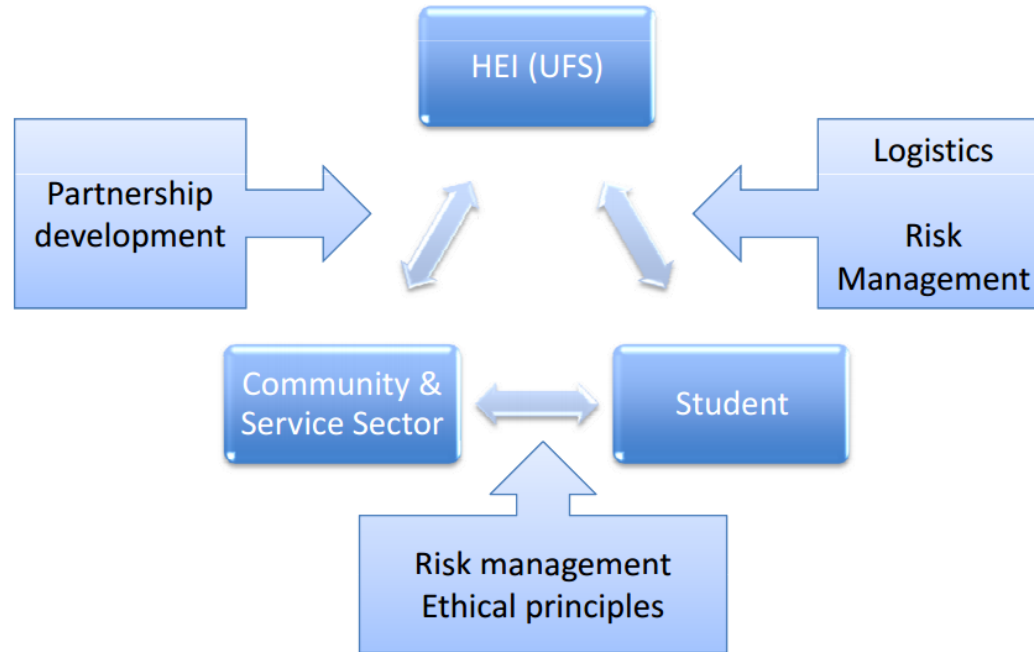 HEI (UFS)
Partnership
development
Logistics
Risk
Management
Community &
Service Sector
Student
Risk management
Ethical principles